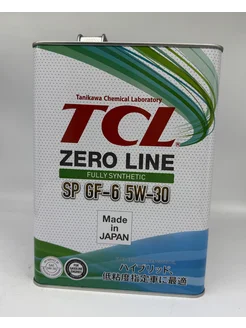 Tanikawa Chemical Laboratory
TCL
ZERO LINE
FULLY SYNTHETIC
SP GF-6 5W-30
Made
in
JAPAN
ハイブリッド、
低粘度指定車に最適